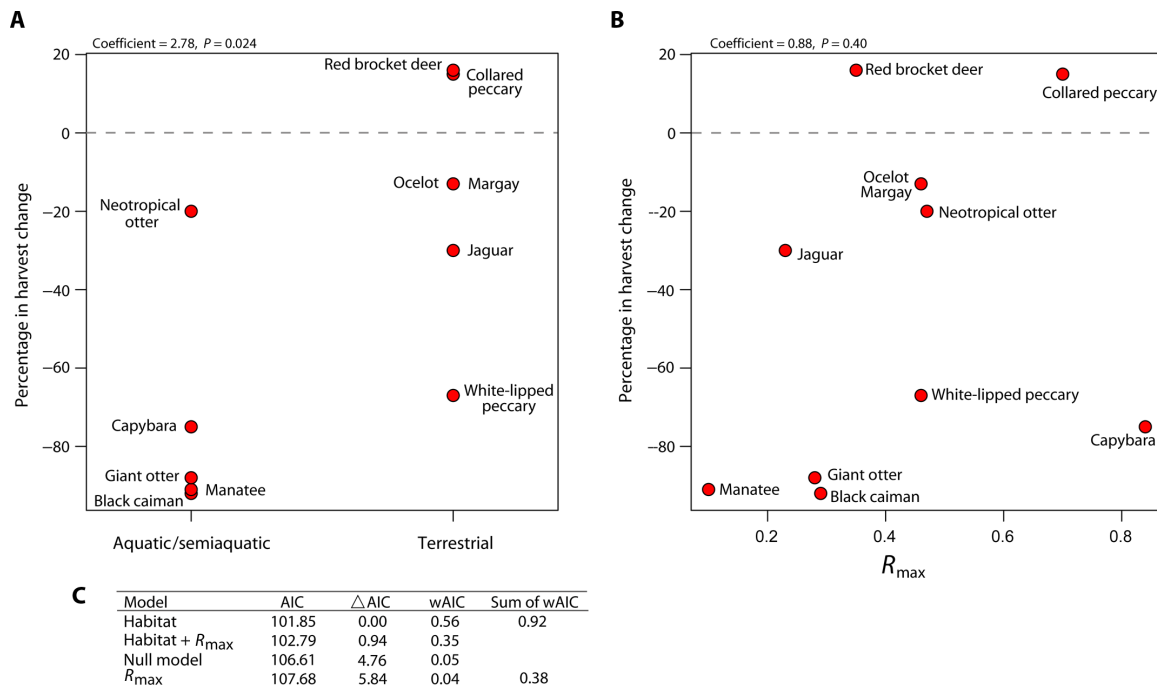 A
Coefficient = 2.78, P = 0.024
Percentage in harvest change
20
0
−20
−40
−60
−80
Red brocket deer
Collared
peccary
Ocelot
Margay
Neotropical
otter
Jaguar
White-lipped
peccary
Capybara
Giant otter
Manatee
Black caiman
Aquatic/semiaquatic
Terrestrial
B
Coefficient = 0.88, P = 0.40
Percentage in harvest change
20
0
--20
−40
−60
−80
Red brocket deer
Collared peccary
Ocelot
Margay
Neotropical otter
Jaguar
White-lipped peccary
Capybara
Giant otter
Manatee
Black caiman
0.2 0.4 0.6 0.8
Rmax
C
Model AIC △AIC wAIC Sum of wAIC
Habitat 101.85 0.00 0.56 0.92
Habitat + Rmax 102.79 0.94 0.35
Null model 106.61 4.76 0.05
Rmax 107.68 5.84 0.04 0.38